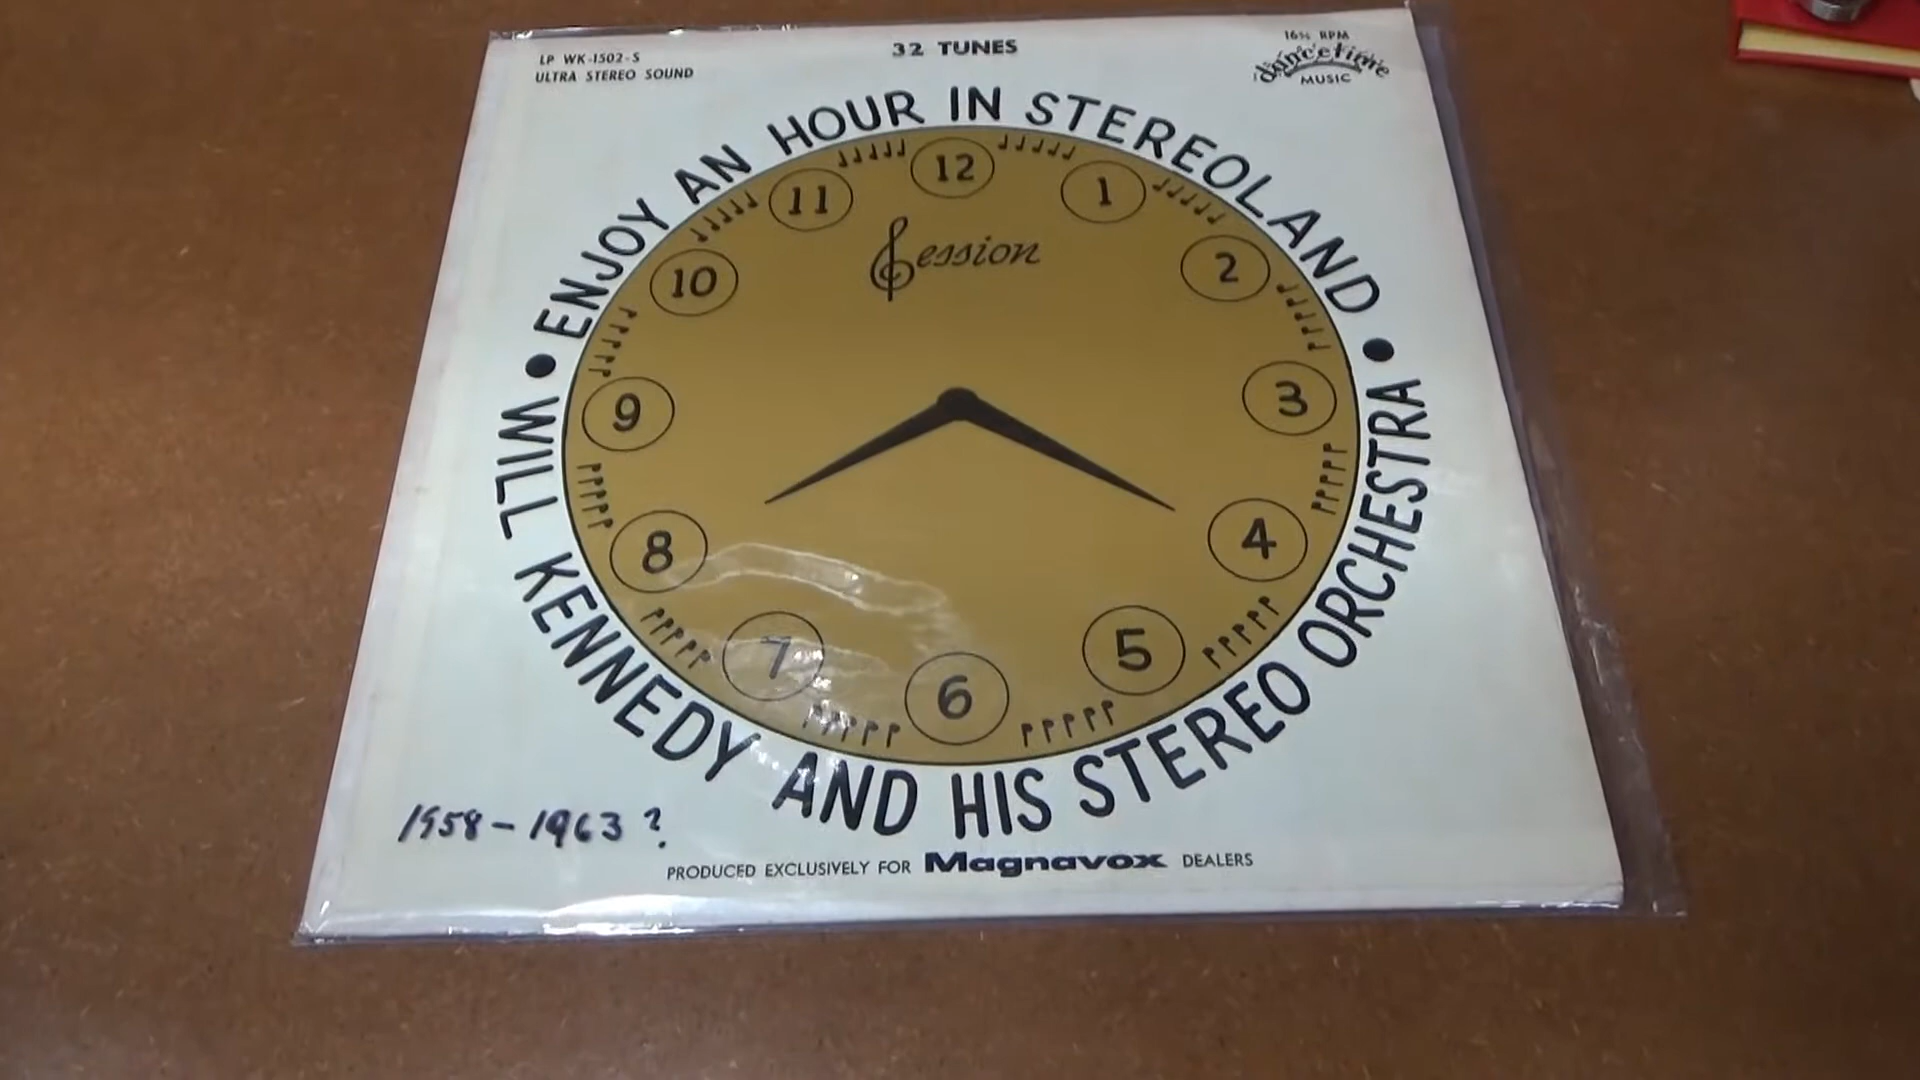 LP WK-1502-S
ULTRA STEREO SOUND
32 TUNES
16⅔ RPM
dancetime
MUSIC
ENJOY AN HOUR IN STEREOLAND
12
1
2
3
4
5
6
7
8
9
10
11
Session
• WILL KENNEDY AND HIS STEREO ORCHESTRA •
1958-1963?
PRODUCED EXCLUSIVELY FOR Magnavox DEALERS